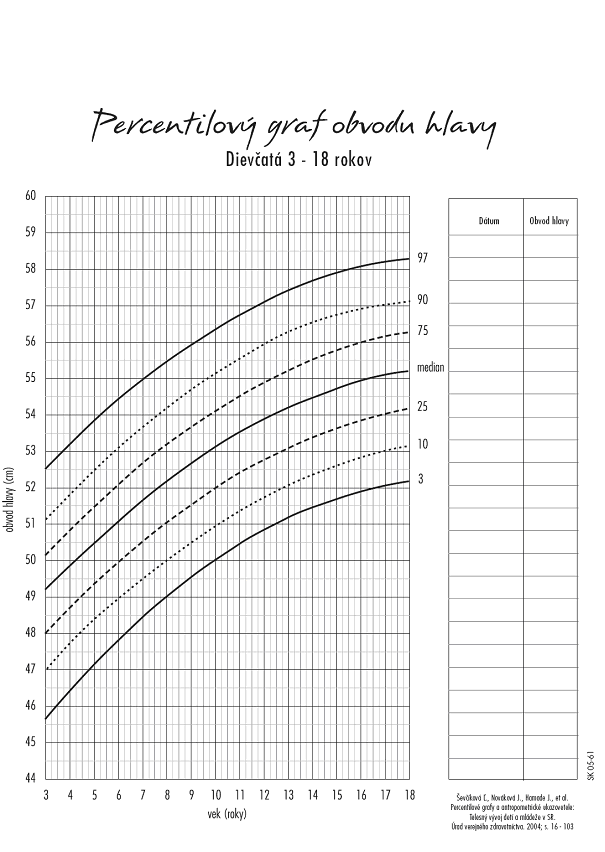 Percentilový graf obvodu hlavy
Dievčatá 3 - 18 rokov
60
59
58
57
56
55
54
53
52
51
50
49
48
47
46
45
44
obvod hlavy (cm)
3 4 5 6 7 8 9 10 11 12 13 14 15 16 17 18
vek (roky)
97
90
75
median
25
10
3
Dátum Obvod hlavy
SK 05-61
Ševčíková Ľ., Nováková J., Hamade J., et al.
Percentilové grafy a antropometrické ukazovatele:
Telesný vývoj detí a mládeže v SR.
Úrad verejného zdravotníctva. 2004; s. 16 - 103